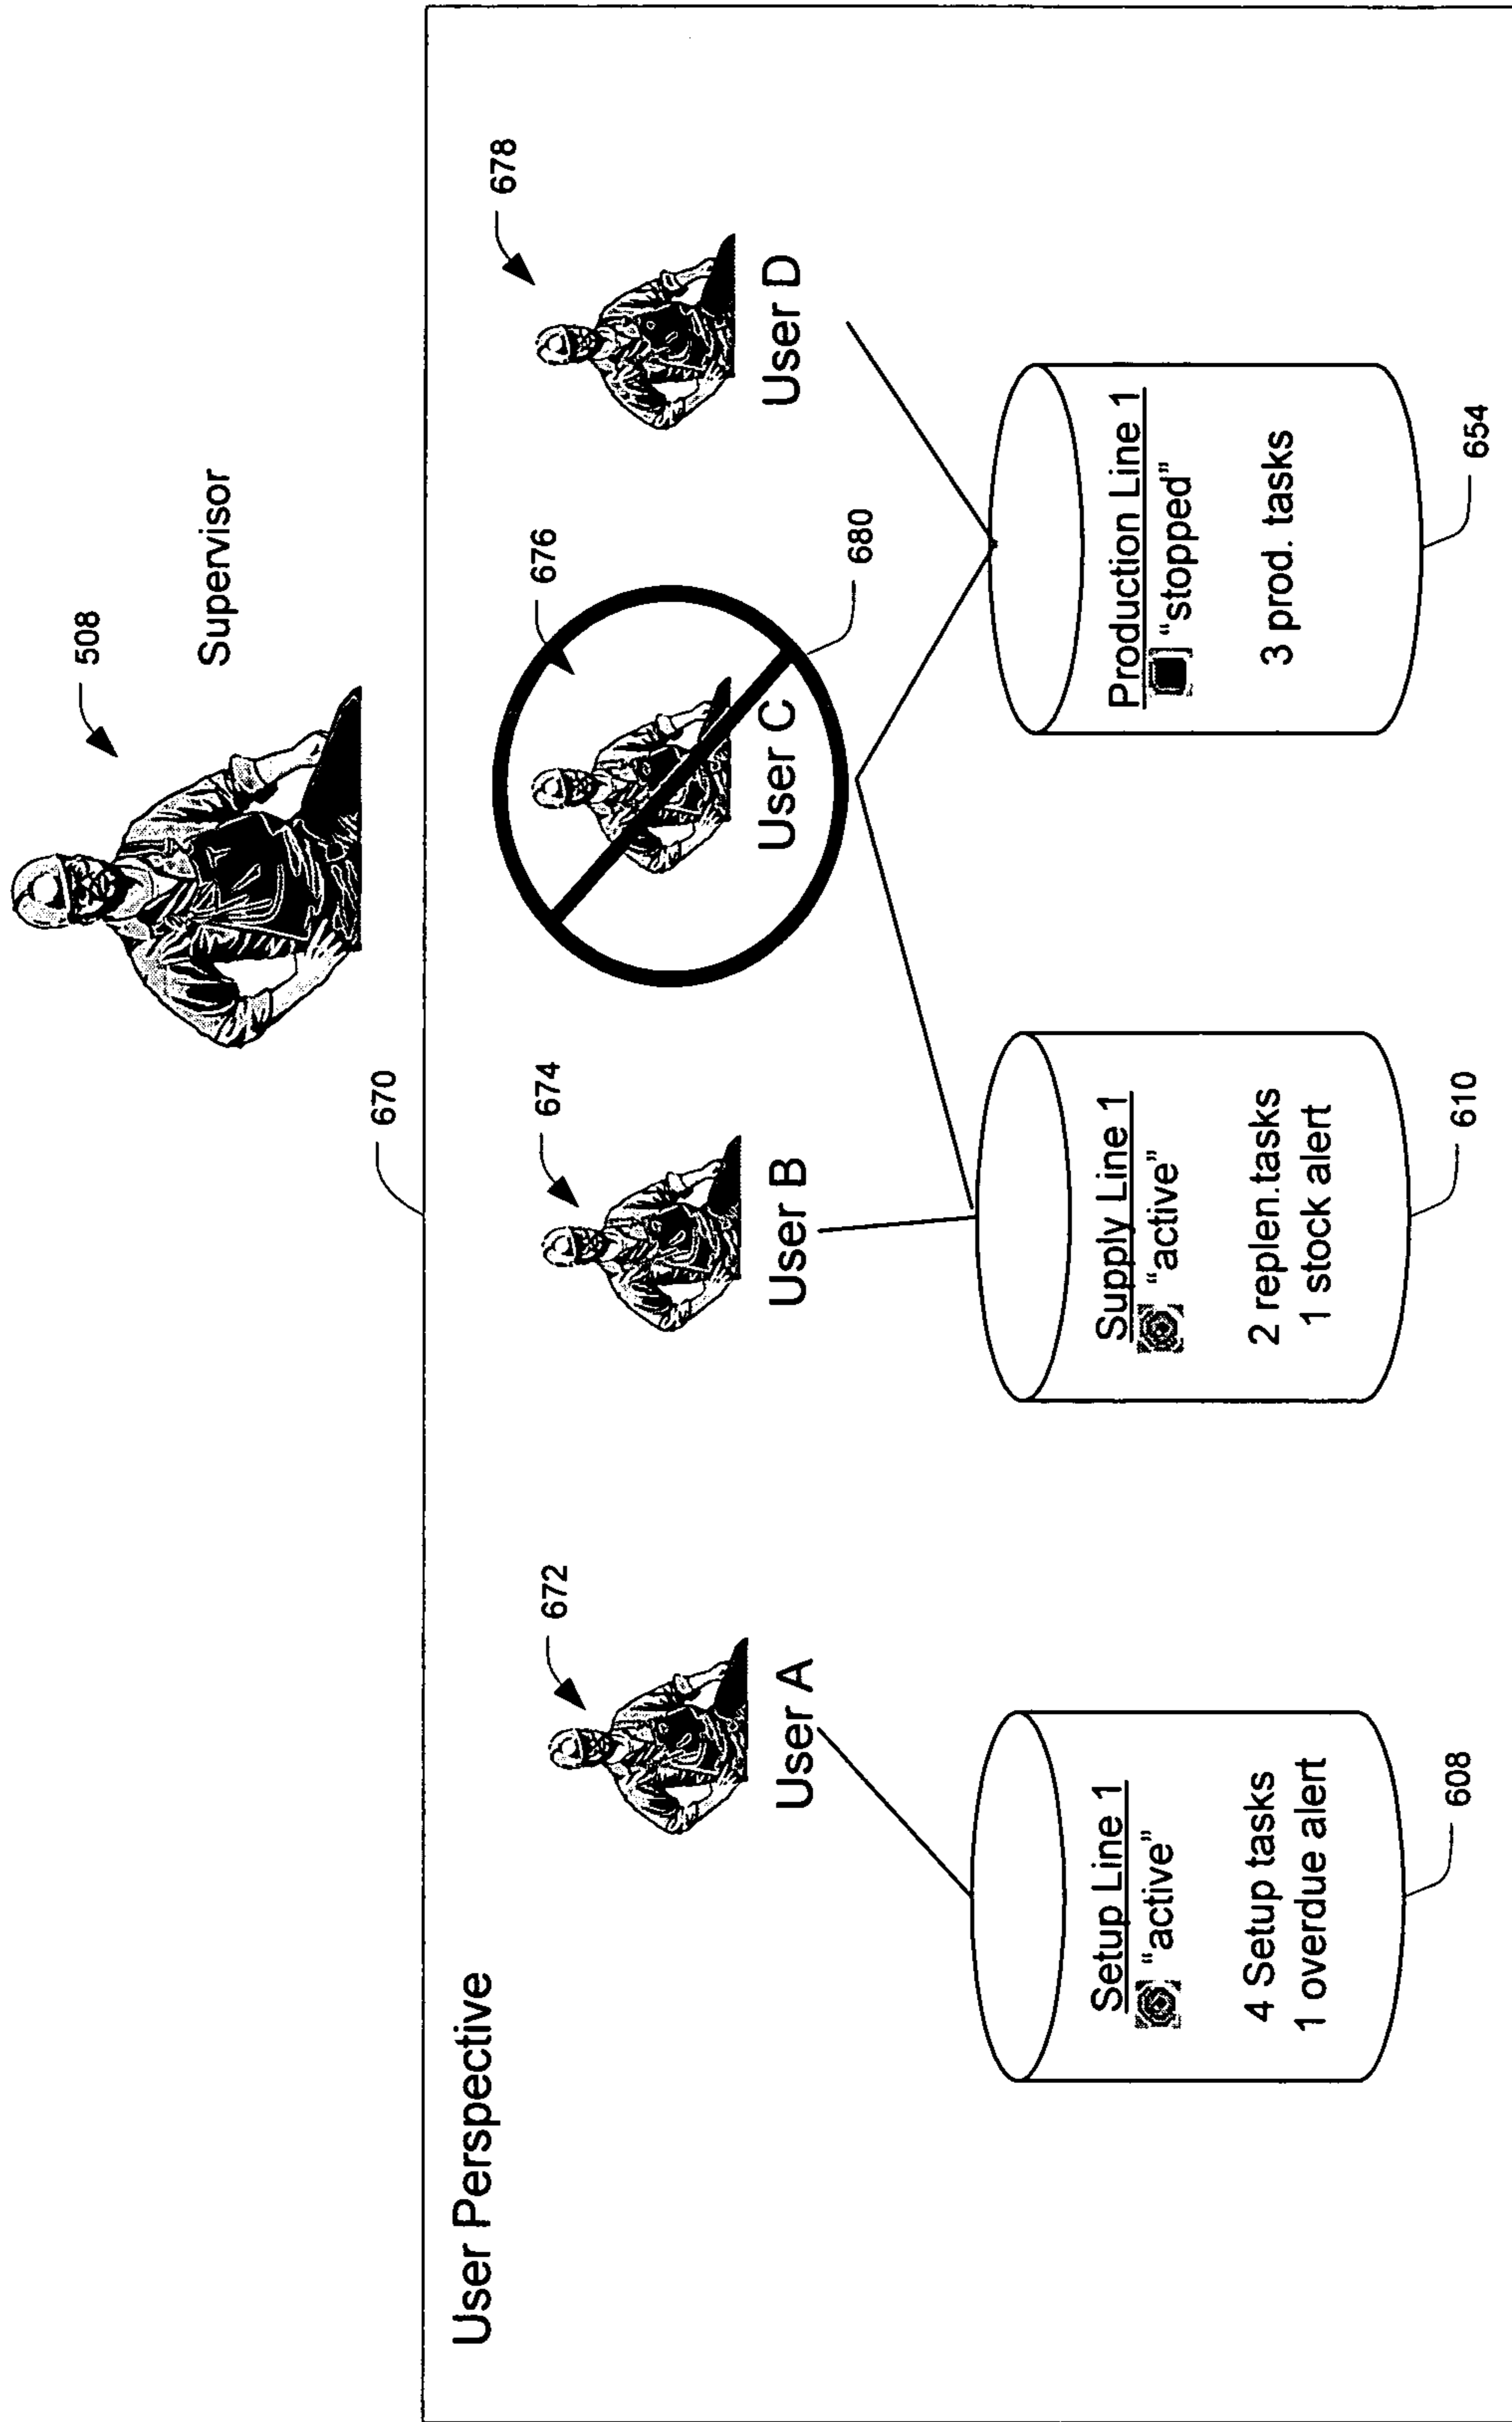 508
Supervisor
670
User Perspective
672
674
676
678
680
User A
User B
User C
User D
Setup Line 1
“active”
4 Setup tasks
1 overdue alert
608
Supply Line 1
“active”
2 replen.tasks
1 stock alert
610
Production Line 1
“stopped”
3 prod. tasks
654